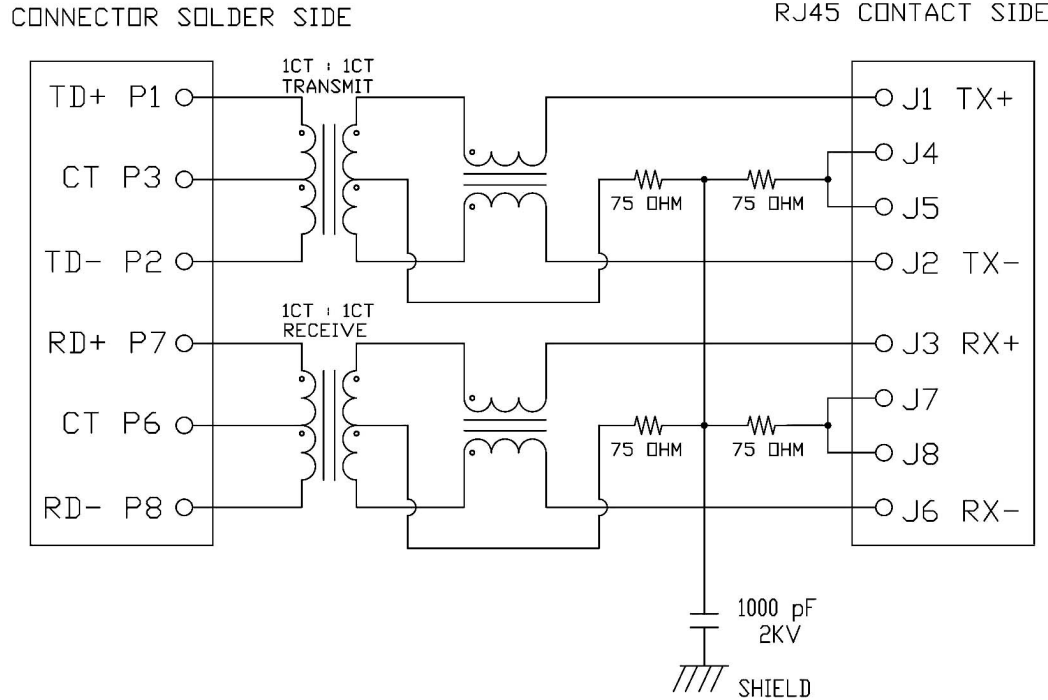 CONNECTOR SOLDER SIDE
RJ45 CONTACT SIDE
1CT : 1CT
TRANSMIT
TD+ P1
J1 TX+
J4
CT P3
75 OHM
75 OHM
J5
TD- P2
J2 TX-
1CT : 1CT
RECEIVE
RD+ P7
J3 RX+
J7
CT P6
75 OHM
75 OHM
J8
RD- P8
J6 RX-
1000 pF
2KV
SHIELD